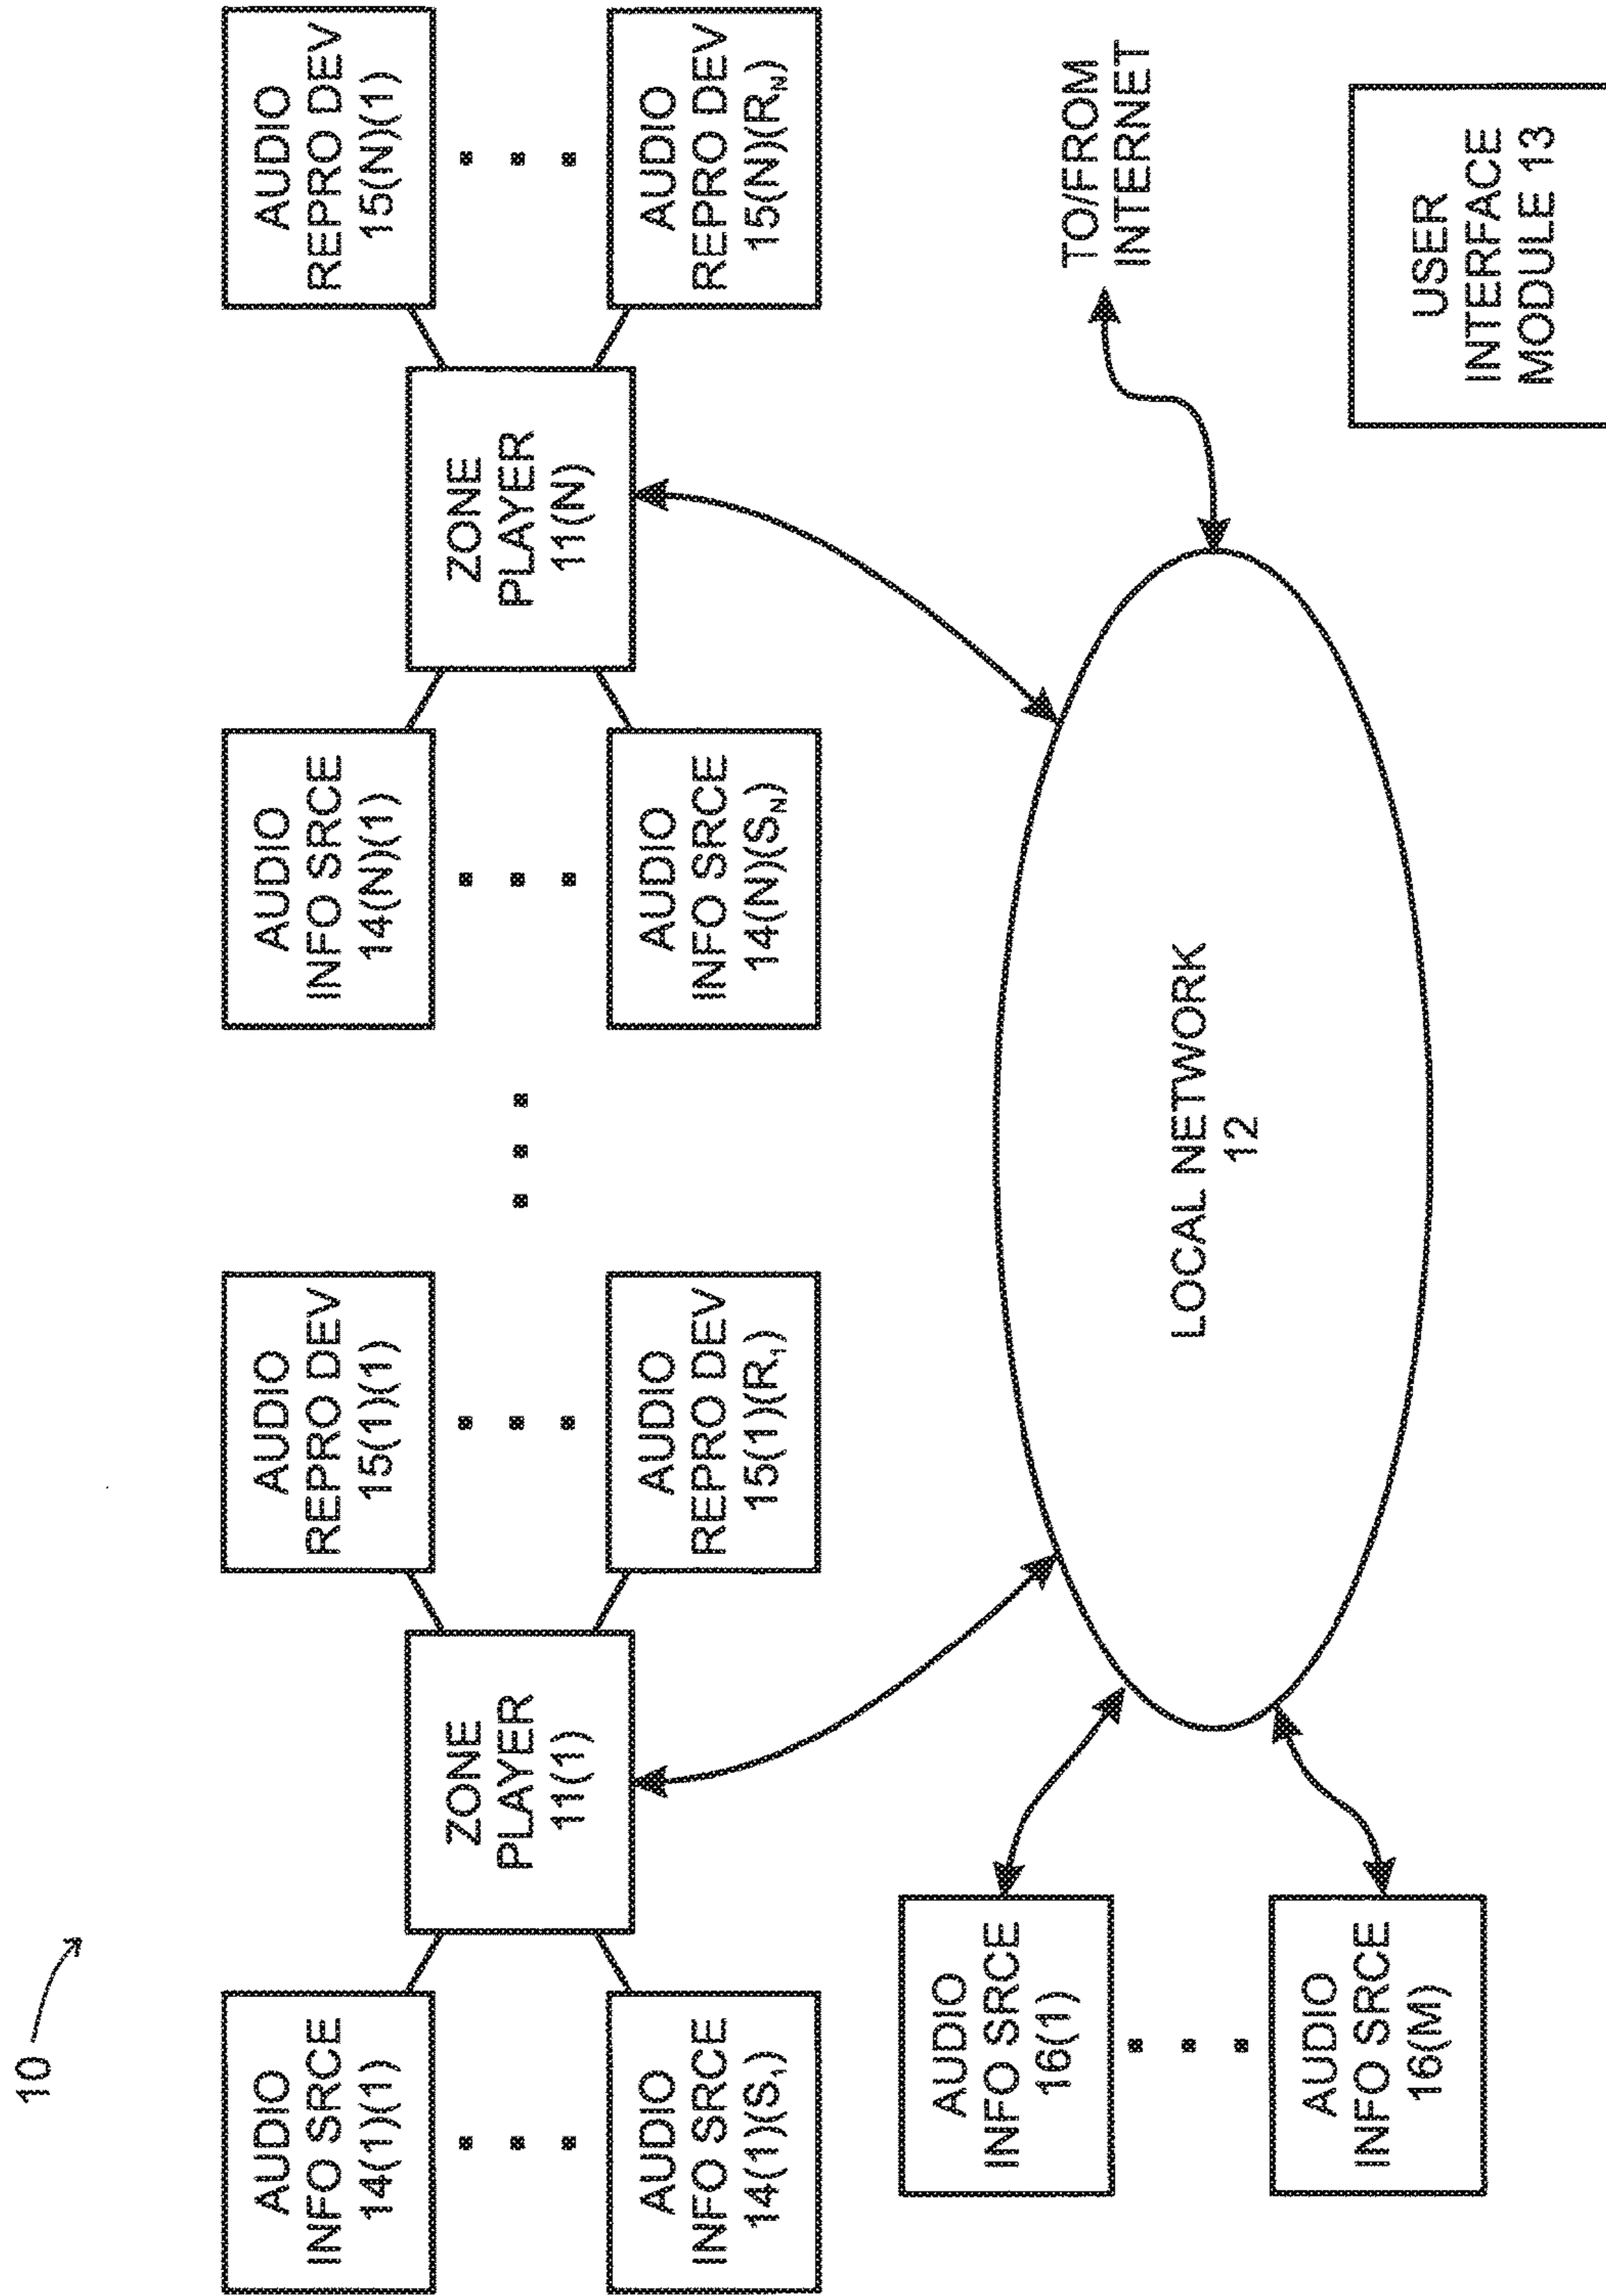 10
AUDIO
INFO SRCE
14(1)(1)
AUDIO
INFO SRCE
14(1)(S₁)
ZONE
PLAYER
11(1)
AUDIO
REPRO DEV
15(1)(1)
AUDIO
REPRO DEV
15(1)(R₁)
AUDIO
INFO SRCE
14(N)(1)
AUDIO
INFO SRCE
14(N)(S_N)
ZONE
PLAYER
11(N)
AUDIO
REPRO DEV
15(N)(1)
AUDIO
REPRO DEV
15(N)(R_N)
AUDIO
INFO SRCE
16(1)
AUDIO
INFO SRCE
16(M)
LOCAL NETWORK
12
TO/FROM
INTERNET
USER
INTERFACE
MODULE 13